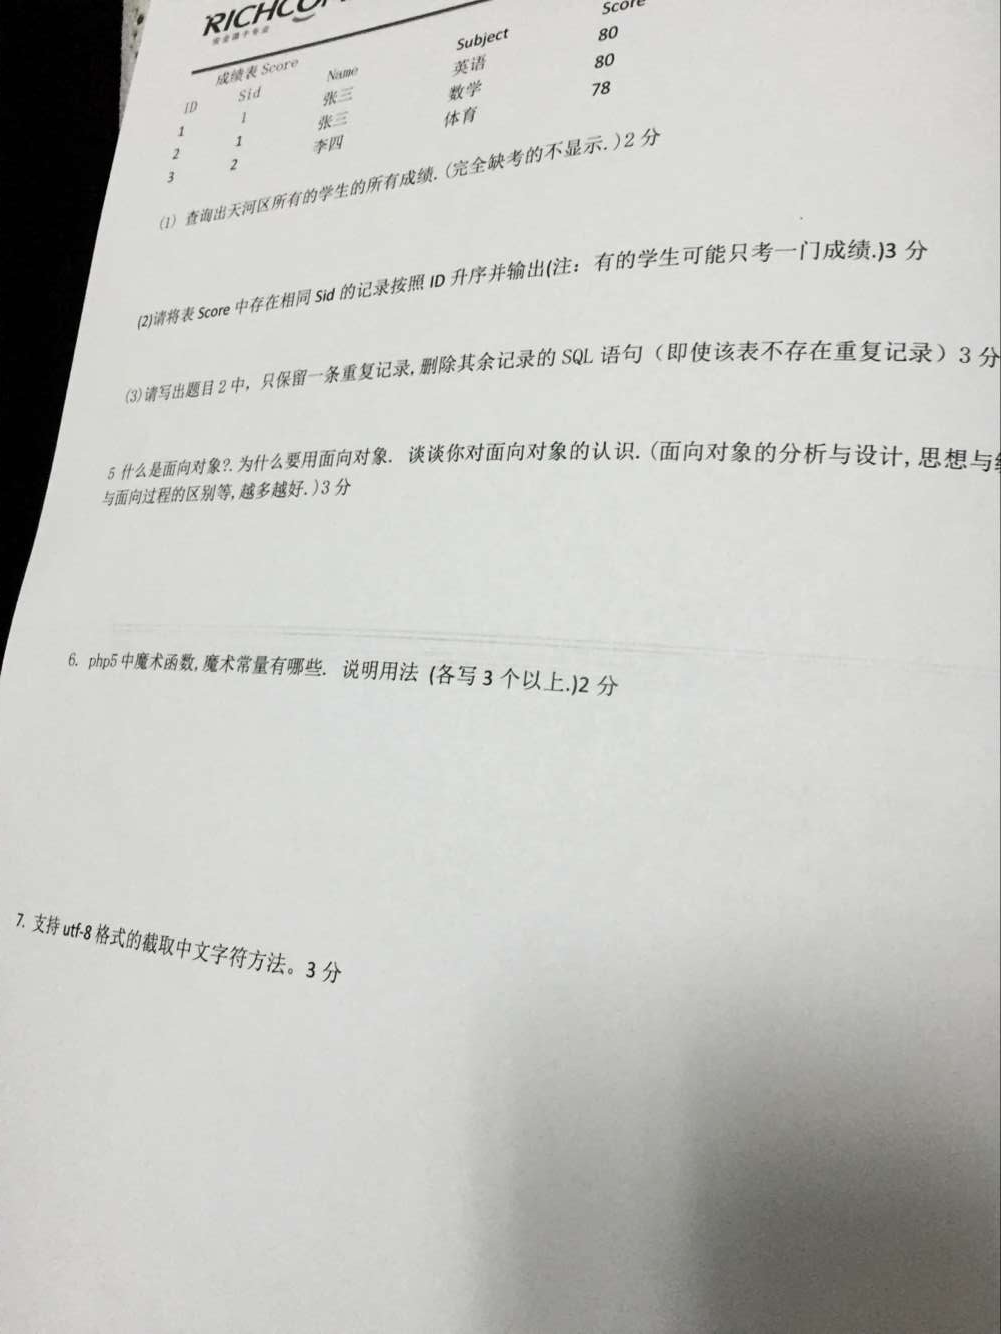 RICHCO
成绩表 Score
ID Sid Name Subject Score
1 1 张三 英语 80
2 1 张三 数学 80
3 2 李四 体育 78
(1) 查询出天河区所有的学生的所有成绩. (完全缺考的不显示.)2 分
(2)请将表 Score 中存在相同 Sid 的记录按照 ID 升序并输出(注：有的学生可能只考一门成绩.)3 分
(3)请写出题目 2 中，只保留一条重复记录, 删除其余记录的 SQL 语句（即使该表不存在重复记录）3 分
5 什么是面向对象?. 为什么要用面向对象. 谈谈你对面向对象的认识. (面向对象的分析与设计, 思想与
与面向过程的区别等, 越多越好. )3 分
6. php5 中魔术函数, 魔术常量有哪些. 说明用法 (各写 3 个以上.)2 分
7. 支持 utf-8 格式的截取中文字符方法。3 分